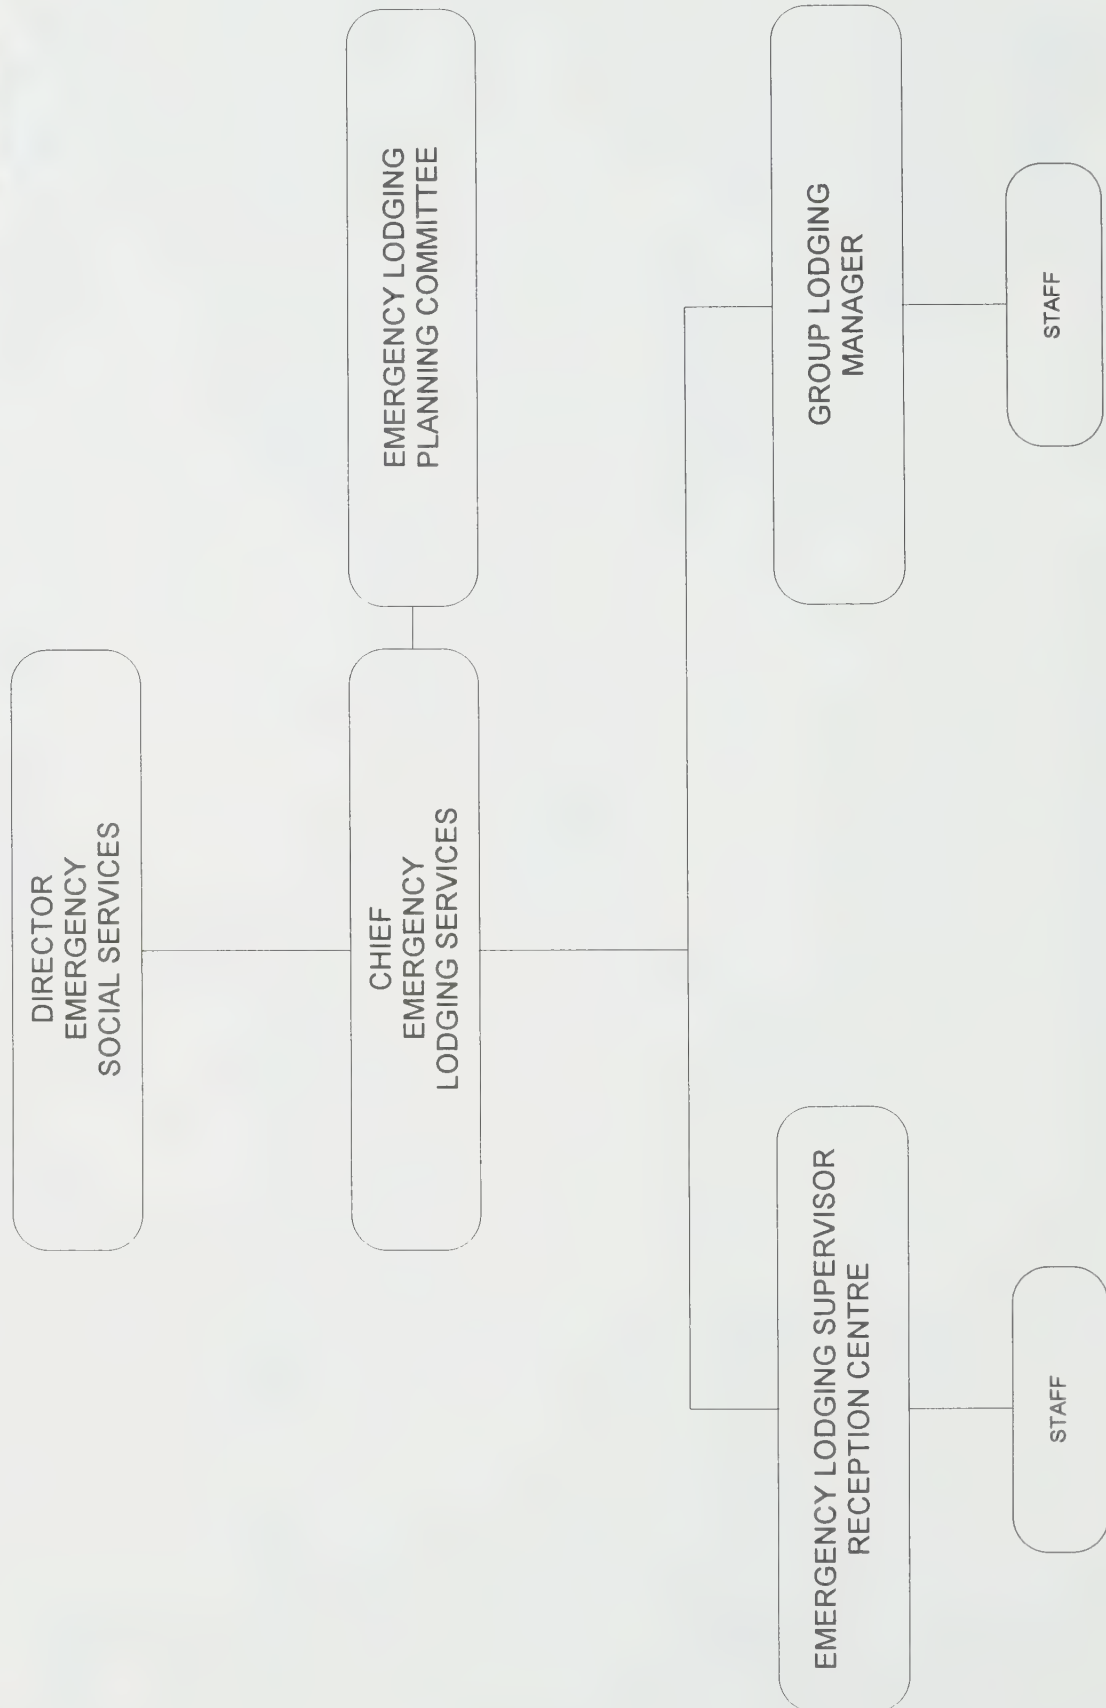 DIRECTOR
EMERGENCY
SOCIAL SERVICES
CHIEF
EMERGENCY
LODGING SERVICES
EMERGENCY LODGING
PLANNING COMMITTEE
EMERGENCY LODGING SUPERVISOR
RECEPTION CENTRE
GROUP LODGING
MANAGER
STAFF
STAFF